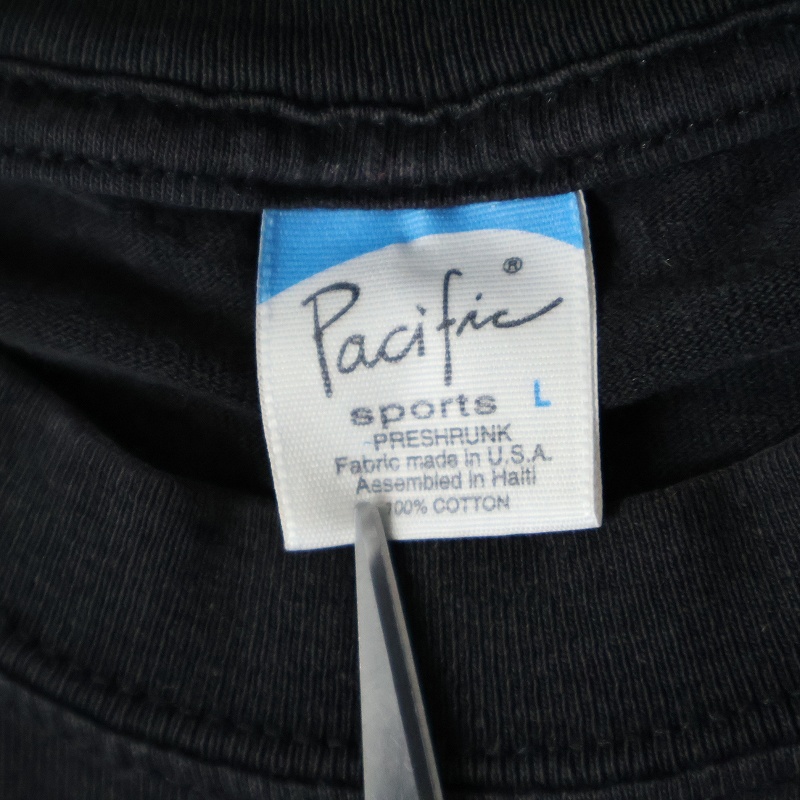 Pacific®
sports L
-PRESHRUNK
Fabric made in U.S.A.
Assembled in Haiti
100% COTTON